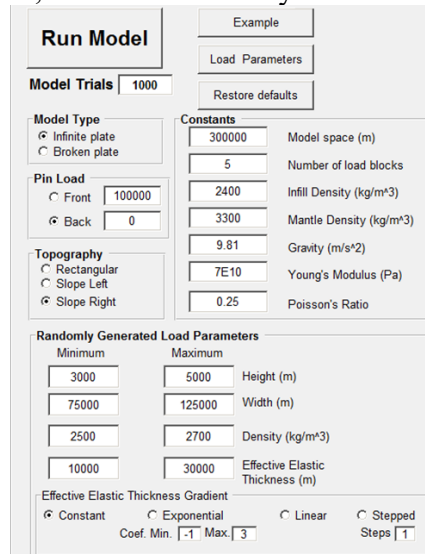 Run Model
Example
Load Parameters
Restore defaults
Model Trials 1000
Model Type
Infinite plate
Broken plate
Pin Load
Front 100000
Back 0
Topography
Rectangular
Slope Left
Slope Right
Constants
300000 Model space (m)
5 Number of load blocks
2400 Infill Density (kg/m^3)
3300 Mantle Density (kg/m^3)
9.81 Gravity (m/s^2)
7E10 Young's Modulus (Pa)
0.25 Poisson's Ratio
Randomly Generated Load Parameters
Minimum Maximum
3000 5000 Height (m)
75000 125000 Width (m)
2500 2700 Density (kg/m^3)
10000 30000 Effective Elastic
Thickness (m)
Effective Elastic Thickness Gradient
Constant Exponential Linear Stepped
Coef. Min. -1 Max. 3 Steps 1